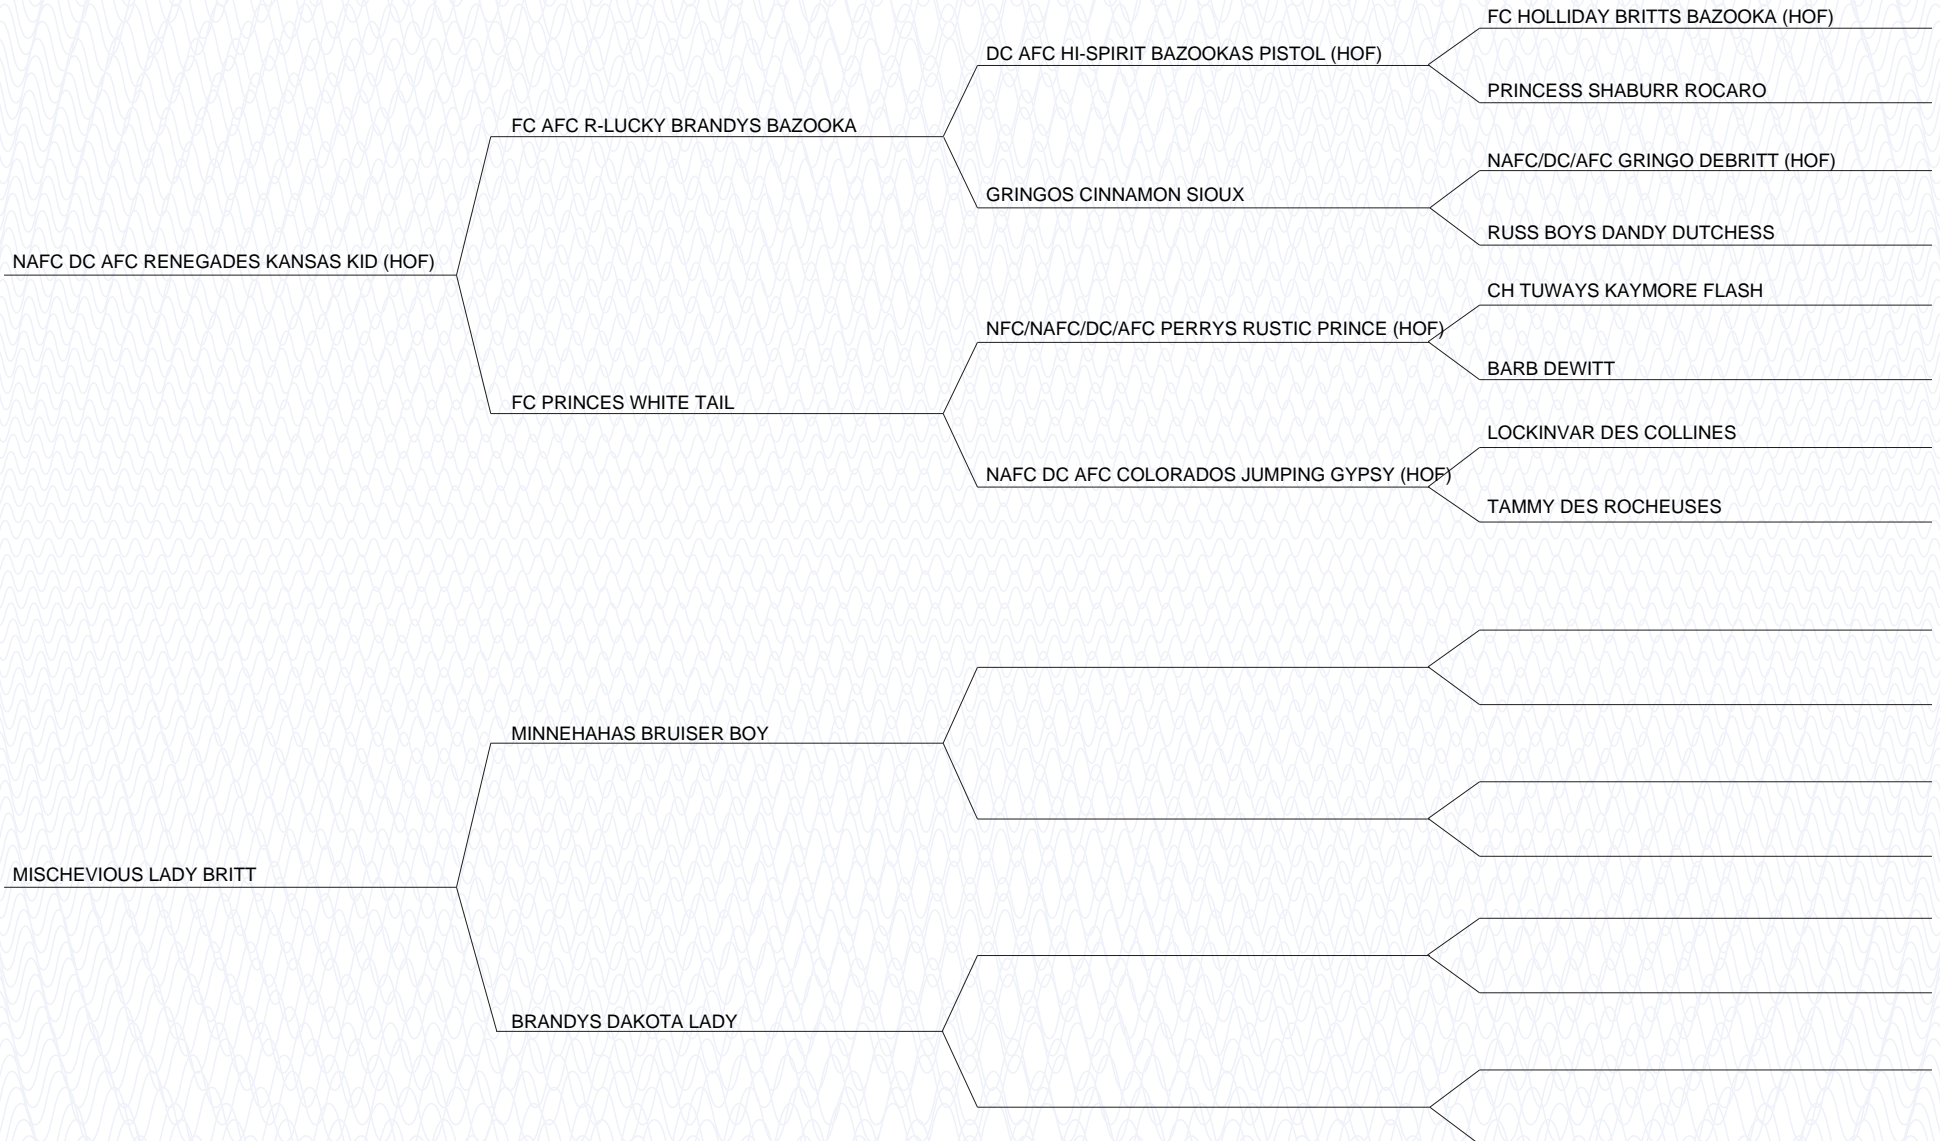 FC HOLLIDAY BRITTS BAZOOKA (HOF)
DC AFC HI-SPIRIT BAZOOKAS PISTOL (HOF)
PRINCESS SHABURR ROCARO
FC AFC R-LUCKY BRANDYS BAZOOKA
NAFC/DC/AFC GRINGO DEBRITT (HOF)
GRINGOS CINNAMON SIOUX
RUSS BOYS DANDY DUTCHESS
NAFC DC AFC RENEGADES KANSAS KID (HOF)
CH TUWAYS KAYMORE FLASH
NFC/NAFC/DC/AFC PERRYS RUSTIC PRINCE (HOF)
BARB DEWITT
FC PRINCES WHITE TAIL
LOCKINVAR DES COLLINES
NAFC DC AFC COLORADOS JUMPING GYPSY (HOF)
TAMMY DES ROCHEUSES
MINNEHAHAS BRUISER BOY
MISCHEVIOUS LADY BRITT
BRANDYS DAKOTA LADY